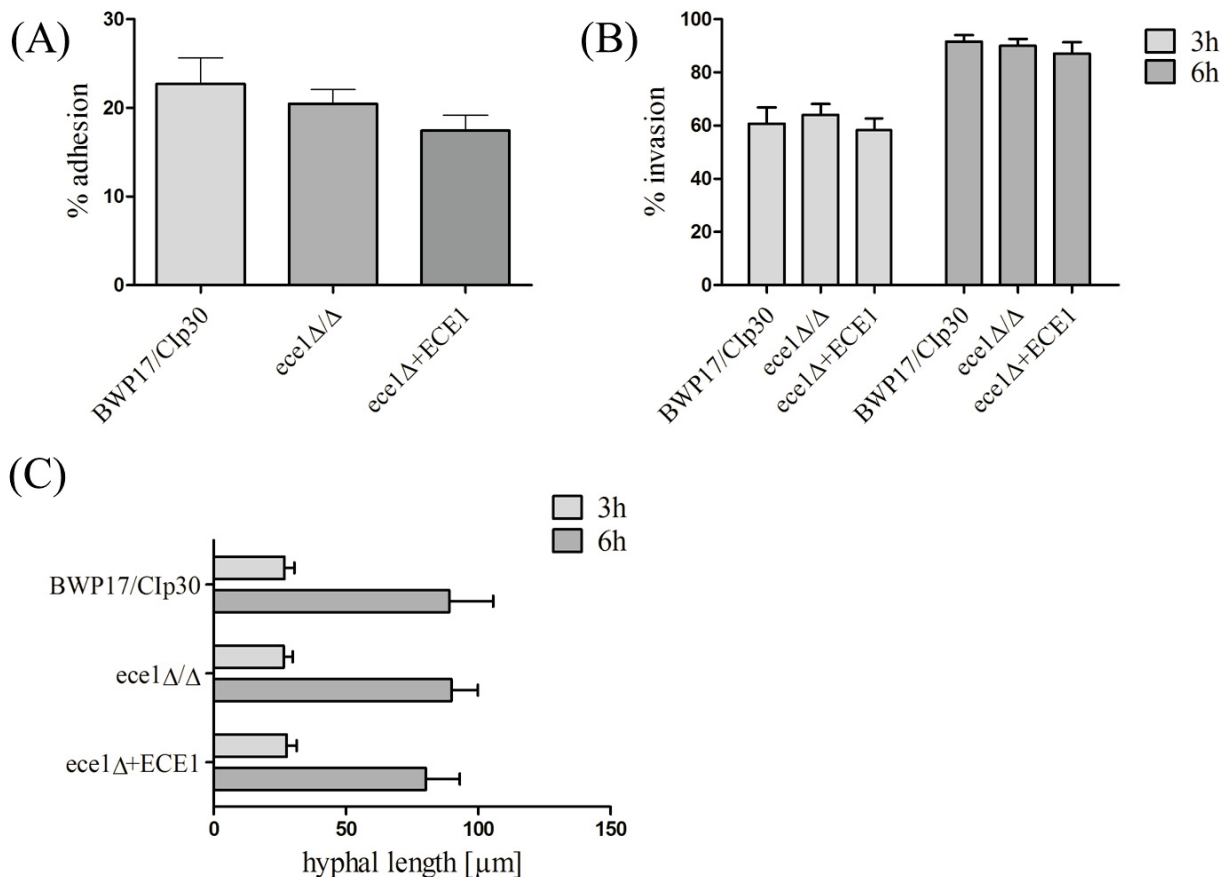 (A)
% adhesion
30
20
10
0
BWP17/CIp30
ece1Δ/Δ
ece1Δ+ECE1
(B)
% invasion
100
80
60
40
20
0
BWP17/CIp30
ece1Δ/Δ
ece1Δ+ECE1
BWP17/CIp30
ece1Δ/Δ
ece1Δ+ECE1
3h
6h
(C)
3h
6h
BWP17/CIp30
ece1Δ/Δ
ece1Δ+ECE1
0 50 100 150
hyphal length [µm]